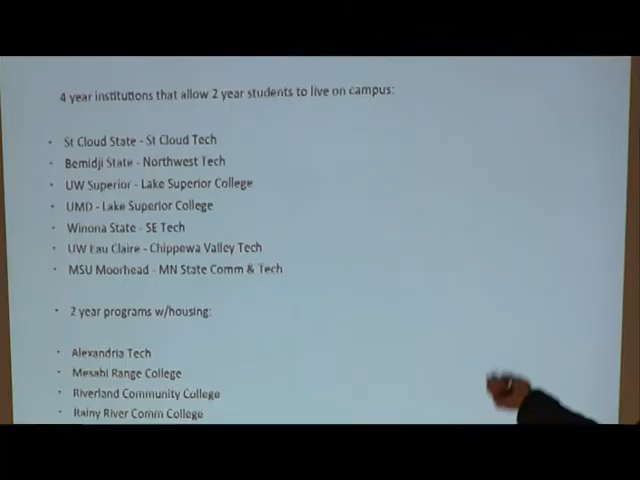 4 year institutions that allow 2 year students to live on campus:
• St Cloud State - St Cloud Tech
• Bemidji State - Northwest Tech
• UW Superior - Lake Superior College
• UMD - Lake Superior College
• Winona State - SE Tech
• UW Eau Claire - Chippewa Valley Tech
• MSU Moorhead - MN State Comm & Tech
• 2 year programs w/housing:
• Alexandria Tech
• Mesabi Range College
• Riverland Community College
• Rainy River Comm College